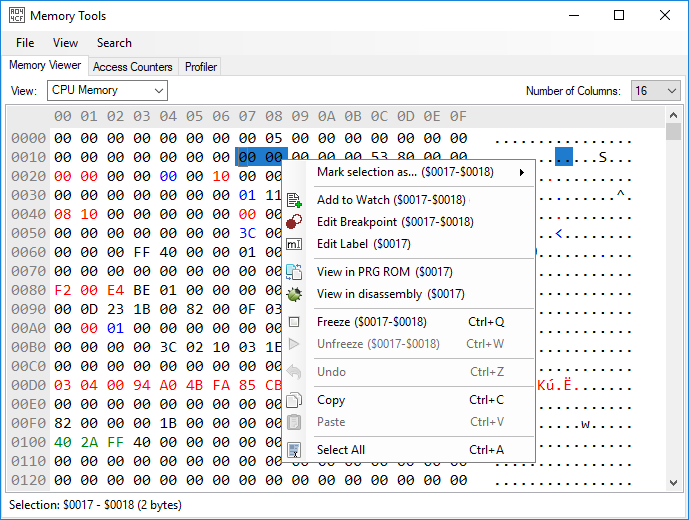 Memory Tools
File View Search
Memory Viewer Access Counters Profiler
View: CPU Memory Number of Columns: 16
00 01 02 03 04 05 06 07 08 09 0A 0B 0C 0D 0E 0F
0000 00 00 00 00 00 00 00 00 05 00 00 00 00 00 00 00 ................
0010 00 00 00 00 00 00 00 00 00 00 00 00 53 80 00 00 ............S...
0020 00 00 00 00 00 00 10 00 00
0030 00 00 00 00 00 00 00 01 11 ^
0040 08 10 00 00 00 00 00 00 00
0050 00 00 00 00 00 00 00 3C 00 <
0060 00 00 00 FF 40 00 00 01 00
0070 00 00 00 00 00 00 00 00 00
0080 F2 00 E4 BE 01 00 00 00 00
0090 00 0D 23 1B 00 82 00 0F 03
00A0 00 00 01 00 00 00 00 00 00
00B0 00 00 00 00 3C 02 10 03 1E
00C0 00 00 00 00 00 00 00 00 00
00D0 03 04 00 94 A0 4B FA 85 CB Kú.Ë.......
00E0 00 00 00 00 00 00 00 00 00
00F0 82 00 00 00 1B 00 00 00 00 w
0100 40 2A FF 40 00 00 00 00 00
0110 00 00 00 00 00 00 00 00 00
0120 00 00 00 00 00 00 00 00 00 00 00 00 00 00 00 00 ................
Mark selection as... ($0017-$0018)
Add to Watch ($0017-$0018)
Edit Breakpoint ($0017-$0018)
Edit Label ($0017)
View in PRG ROM ($0017)
View in disassembly ($0017)
Freeze ($0017-$0018) Ctrl+Q
Unfreeze ($0017-$0018) Ctrl+W
Undo Ctrl+Z
Copy Ctrl+C
Paste Ctrl+V
Select All Ctrl+A
Selection: $0017 - $0018 (2 bytes)